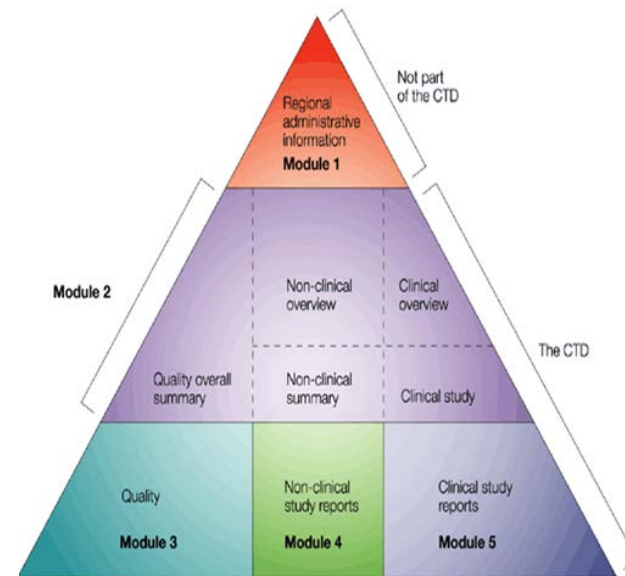 Not part
of the CTD
Regional
administrative
information
Module 1
Module 2
Non-clinical
overview
Clinical
overview
The CTD
Quality overall
summary
Non-clinical
summary
Clinical study
Quality
Module 3
Non-clinical
study reports
Module 4
Clinical study
reports
Module 5